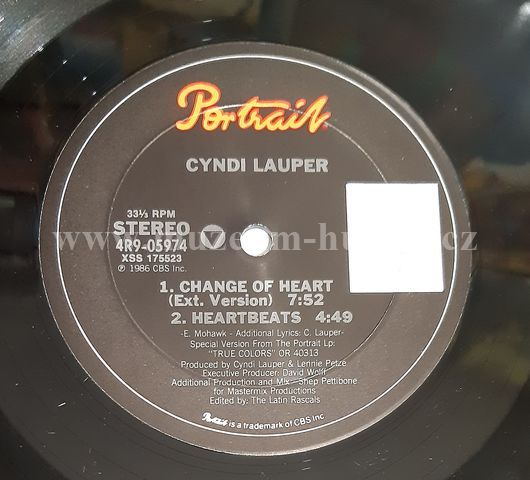 Portrait
CYNDI LAUPER
33⅓ RPM
STEREO
4R9-05974
XSS 175523
℗ 1986 CBS Inc.
1. CHANGE OF HEART
(Ext. Version) 7:52
2. HEARTBEATS 4:49
-E. Mohawk - Additional Lyrics: C. Lauper-
Special Version From The Portrait Lp:
"TRUE COLORS" OR 40313
Produced by Cyndi Lauper & Lennie Petze
Executive Producer: David Wolff
Additional Production and Mix - Shep Pettibone
for Mastermix Productions
Edited by: The Latin Rascals
Portrait is a trademark of CBS Inc.